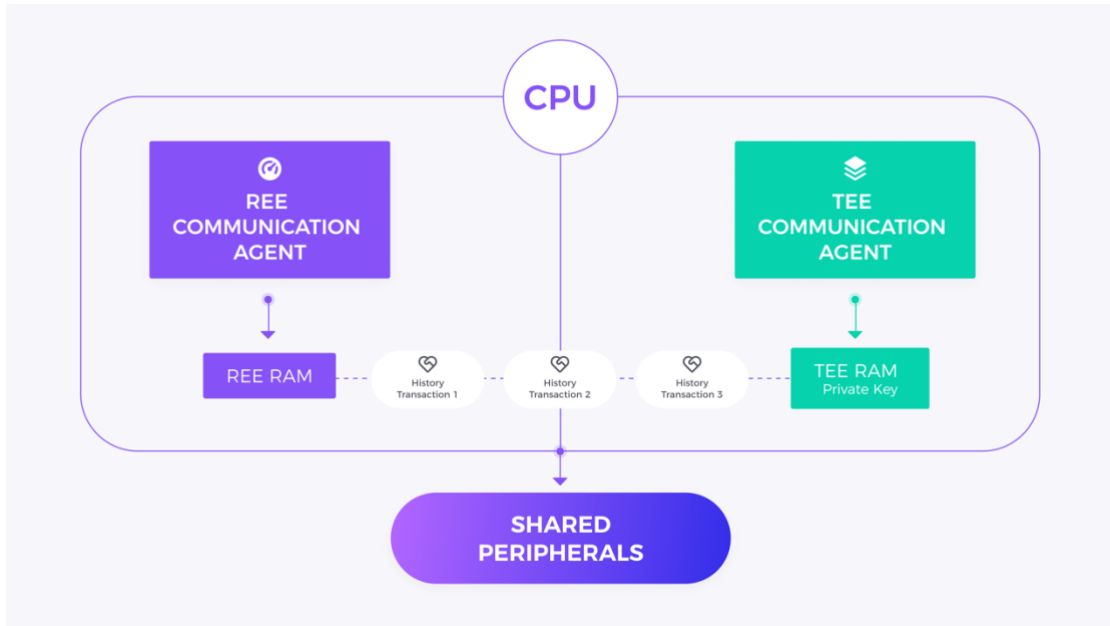 CPU
REE
COMMUNICATION
AGENT
TEE
COMMUNICATION
AGENT
REE RAM
History
Transaction 1
History
Transaction 2
History
Transaction 3
TEE RAM
Private Key
SHARED
PERIPHERALS